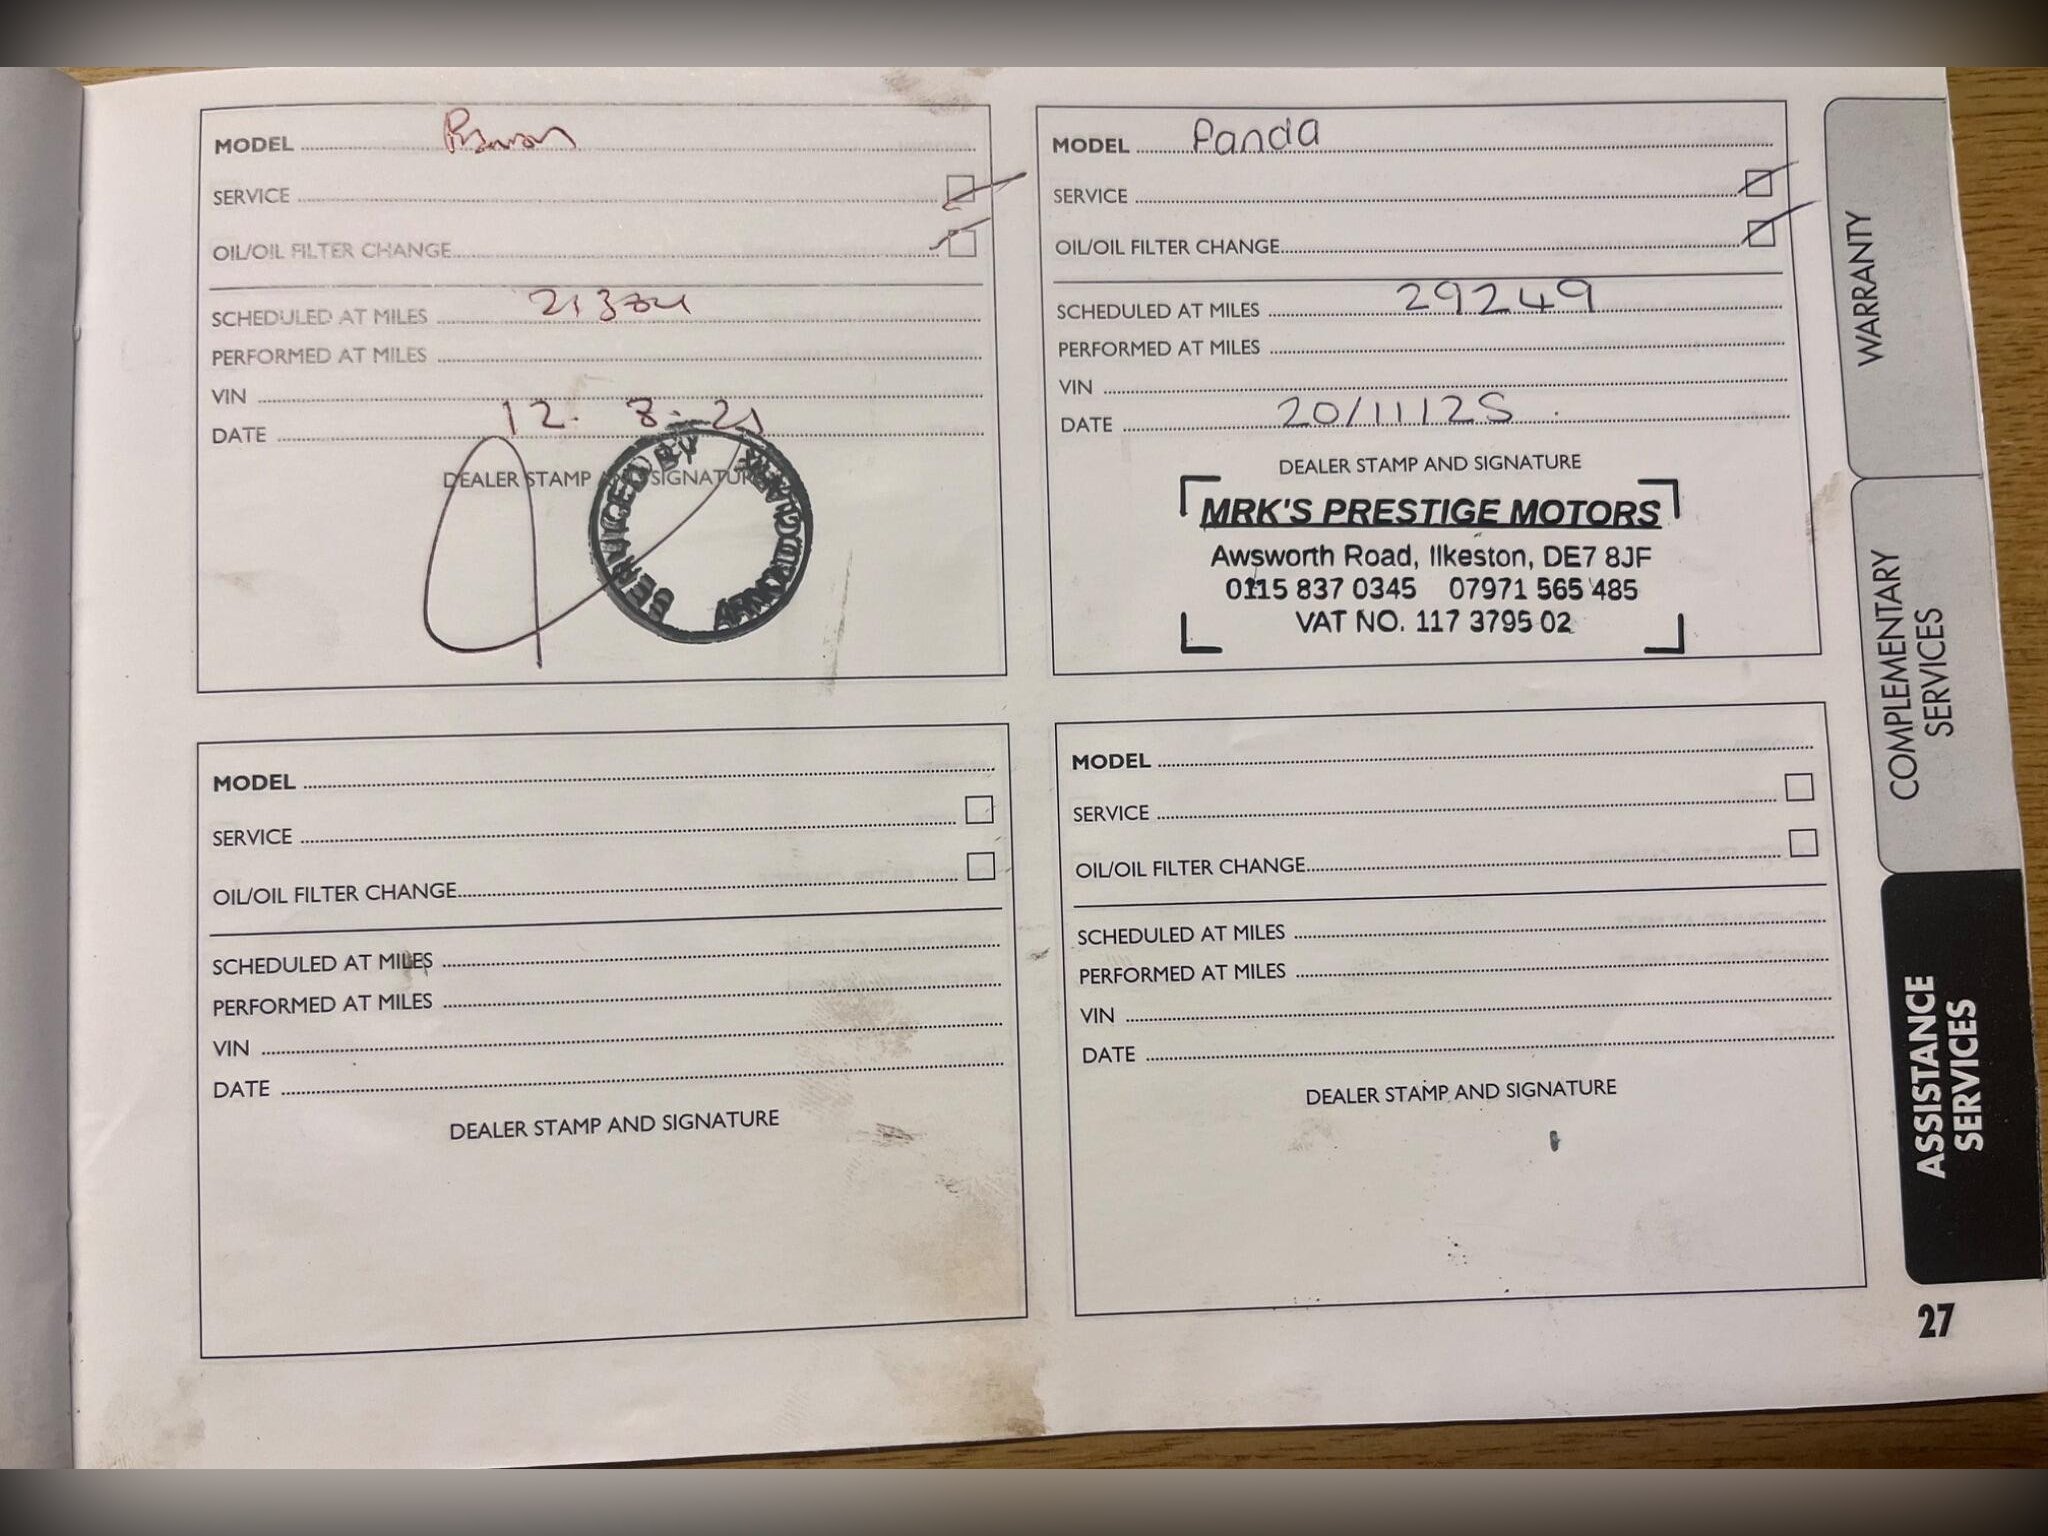 MODEL
SERVICE
OIL/OIL FILTER CHANGE
SCHEDULED AT MILES
PERFORMED AT MILES
VIN
DATE 12. 8. 21
DEALER STAMP AND SIGNATURE
SERVICED BY
MODEL Panda
SERVICE
OIL/OIL FILTER CHANGE
SCHEDULED AT MILES 29249
PERFORMED AT MILES
VIN
DATE 20/11/25
DEALER STAMP AND SIGNATURE
MRK'S PRESTIGE MOTORS
Awsworth Road, Ilkeston, DE7 8JF
0115 837 0345 07971 565 485
VAT NO. 117 3795 02
MODEL
SERVICE
OIL/OIL FILTER CHANGE
SCHEDULED AT MILES
PERFORMED AT MILES
VIN
DATE
DEALER STAMP AND SIGNATURE
MODEL
SERVICE
OIL/OIL FILTER CHANGE
SCHEDULED AT MILES
PERFORMED AT MILES
VIN
DATE
DEALER STAMP AND SIGNATURE
WARRANTY
COMPLEMENTARY
SERVICES
ASSISTANCE
SERVICES
27